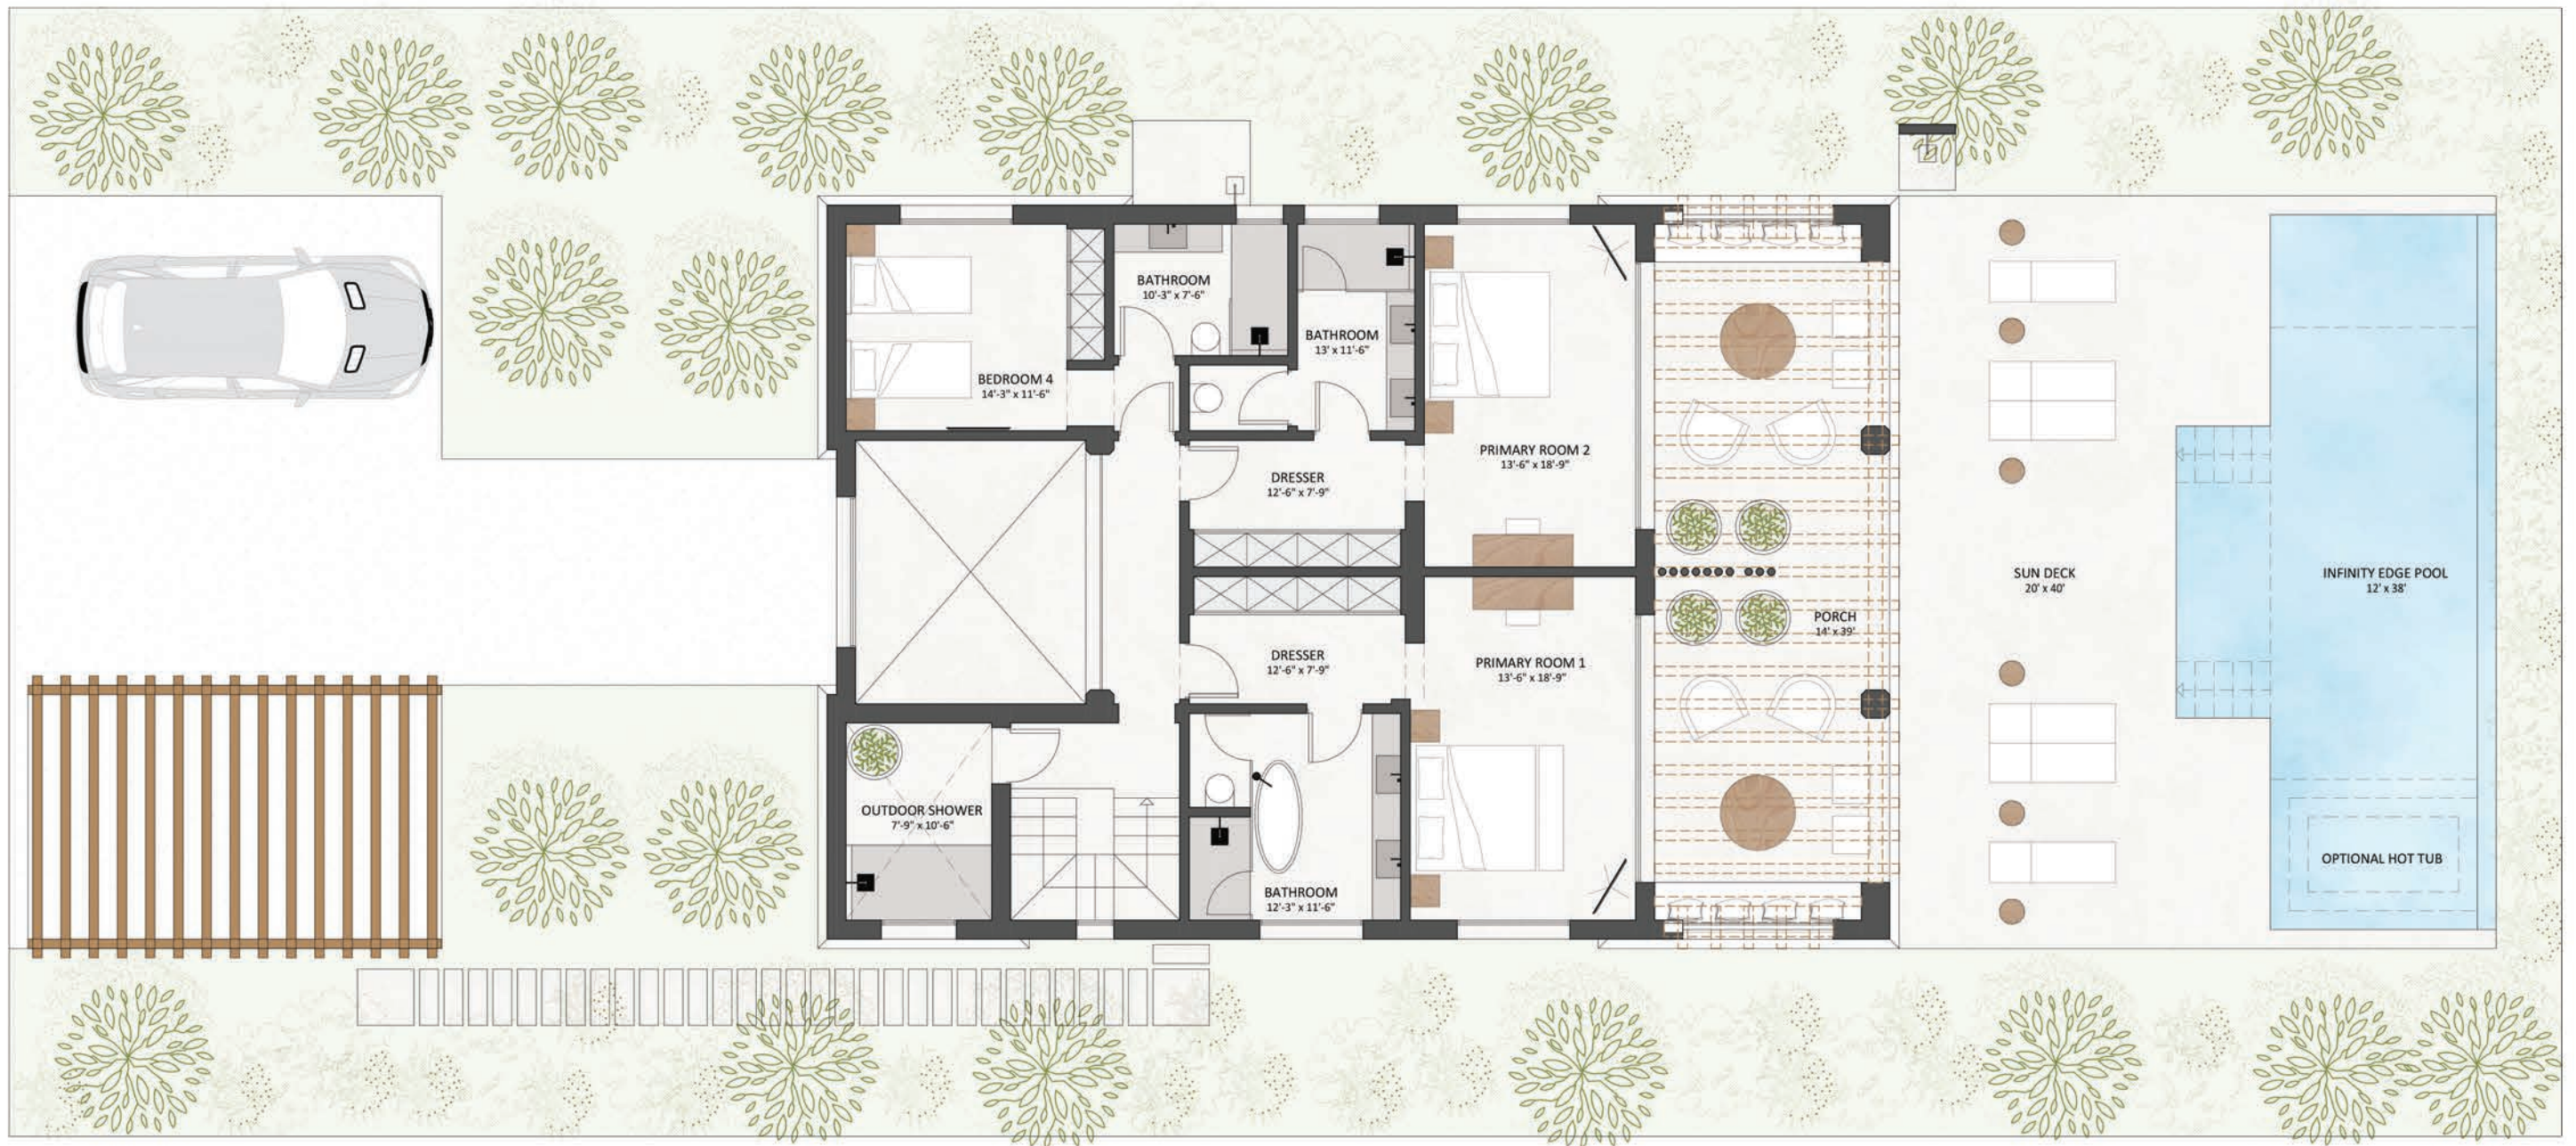 BATHROOM
10'-3" x 7'-6"
BATHROOM
13' x 11'-6"
BEDROOM 4
14'-3" x 11'-6"
PRIMARY ROOM 2
13'-6" x 18'-9"
DRESSER
12'-6" x 7'-9"
SUN DECK
20' x 40'
INFINITY EDGE POOL
12' x 38'
PORCH
14' x 39'
DRESSER
12'-6" x 7'-9"
PRIMARY ROOM 1
13'-6" x 18'-9"
OUTDOOR SHOWER
7'-9" x 10'-6"
OPTIONAL HOT TUB
BATHROOM
12'-3" x 11'-6"